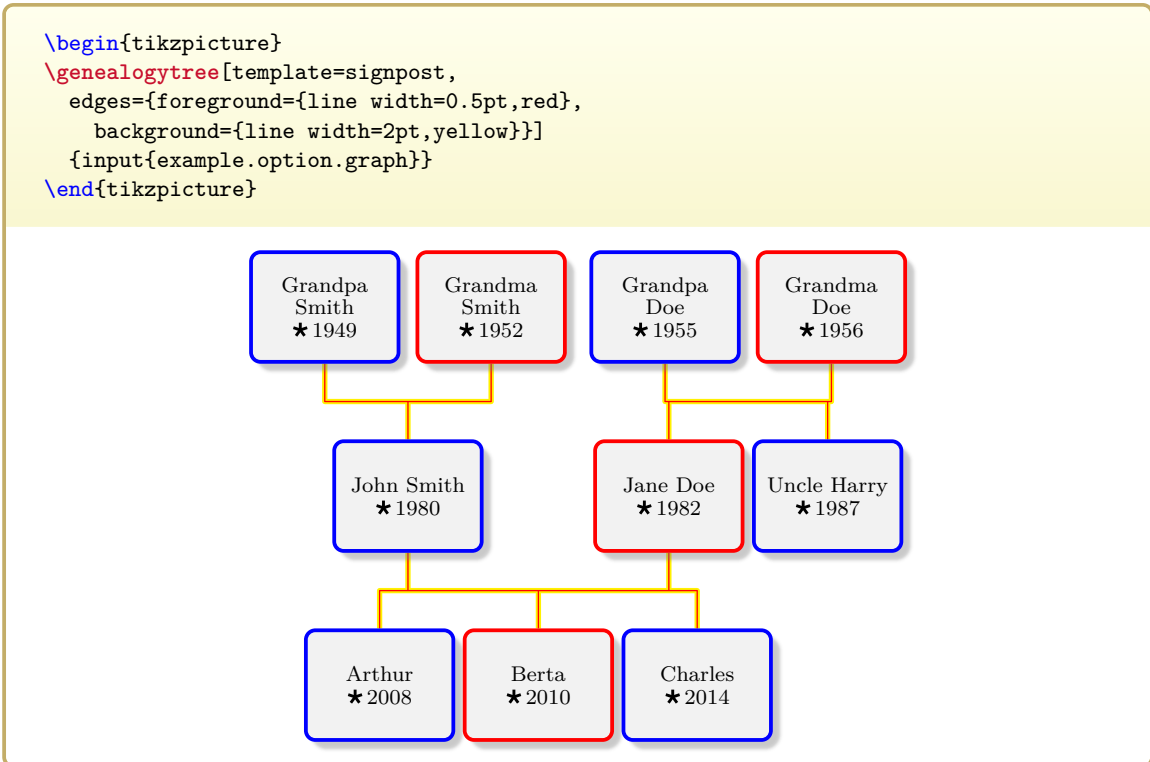 \begin{tikzpicture}
\genealogytree[template=signpost,
  edges={foreground={line width=0.5pt,red},
    background={line width=2pt,yellow}}]
  {input{example.option.graph}}
\end{tikzpicture}
Grandpa
Smith
★1949
Grandma
Smith
★1952
Grandpa
Doe
★1955
Grandma
Doe
★1956
John Smith
★1980
Jane Doe
★1982
Uncle Harry
★1987
Arthur
★2008
Berta
★2010
Charles
★2014